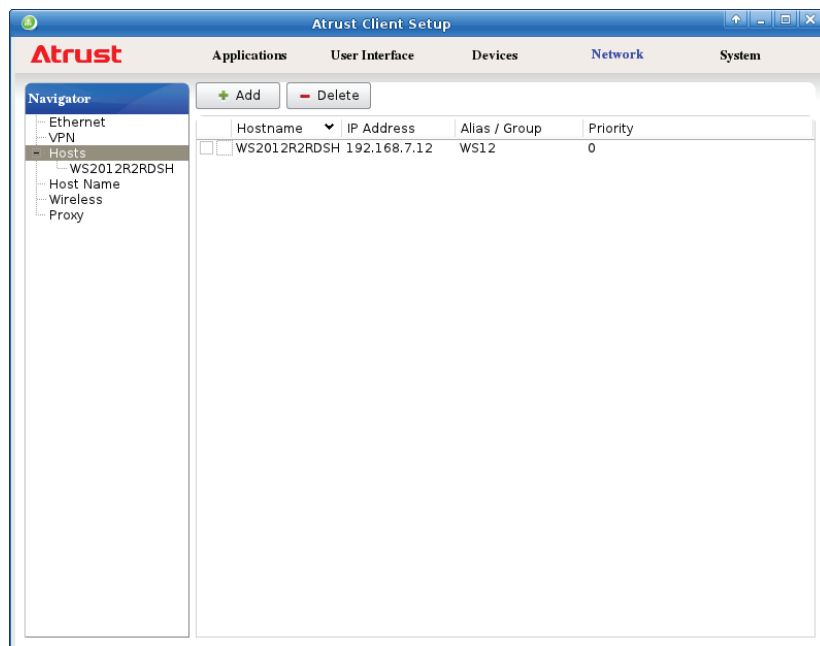 Atrust Client Setup
Atrust
Applications User Interface Devices Network System
Navigator
Ethernet
VPN
Hosts
WS2012R2RDSH
Host Name
Wireless
Proxy
Add Delete
Hostname IP Address Alias / Group Priority
WS2012R2RDSH 192.168.7.12 WS12 0